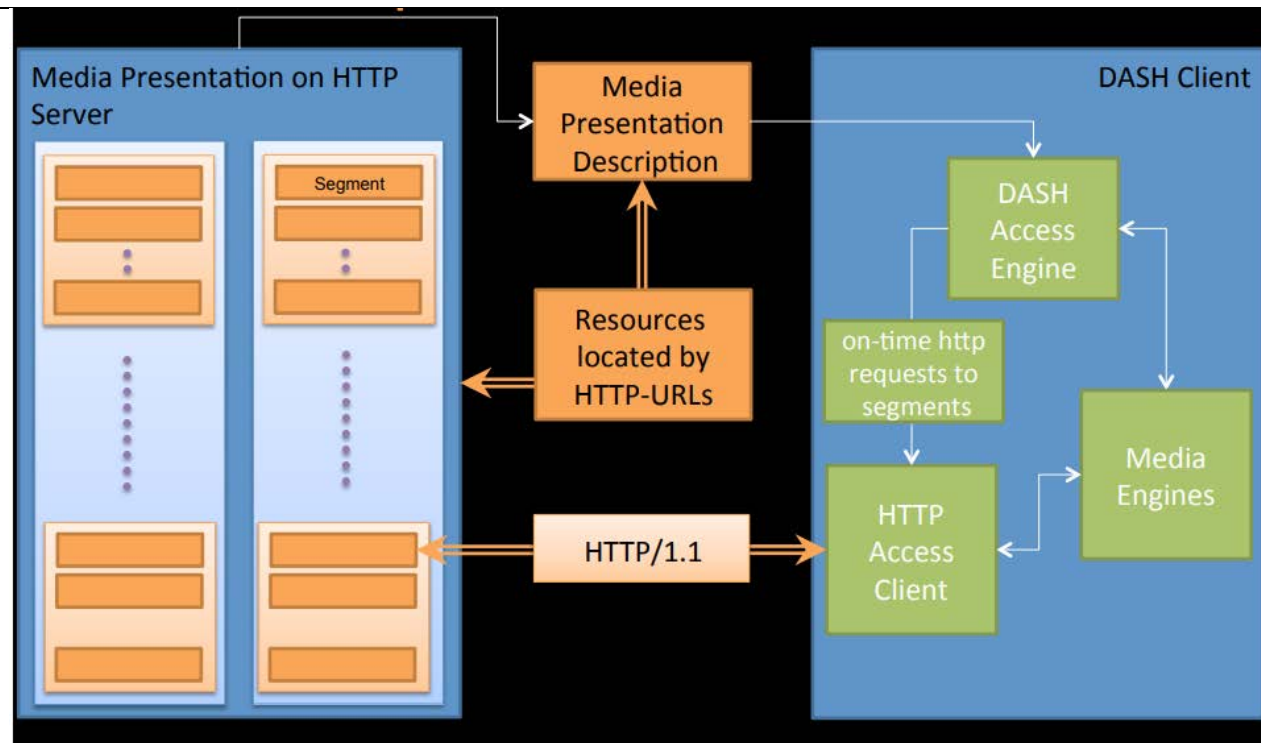 Media Presentation on HTTP
Server
Segment
Media
Presentation
Description
Resources
located by
HTTP-URLs
HTTP/1.1
DASH Client
DASH
Access
Engine
on-time http
requests to
segments
Media
Engines
HTTP
Access
Client